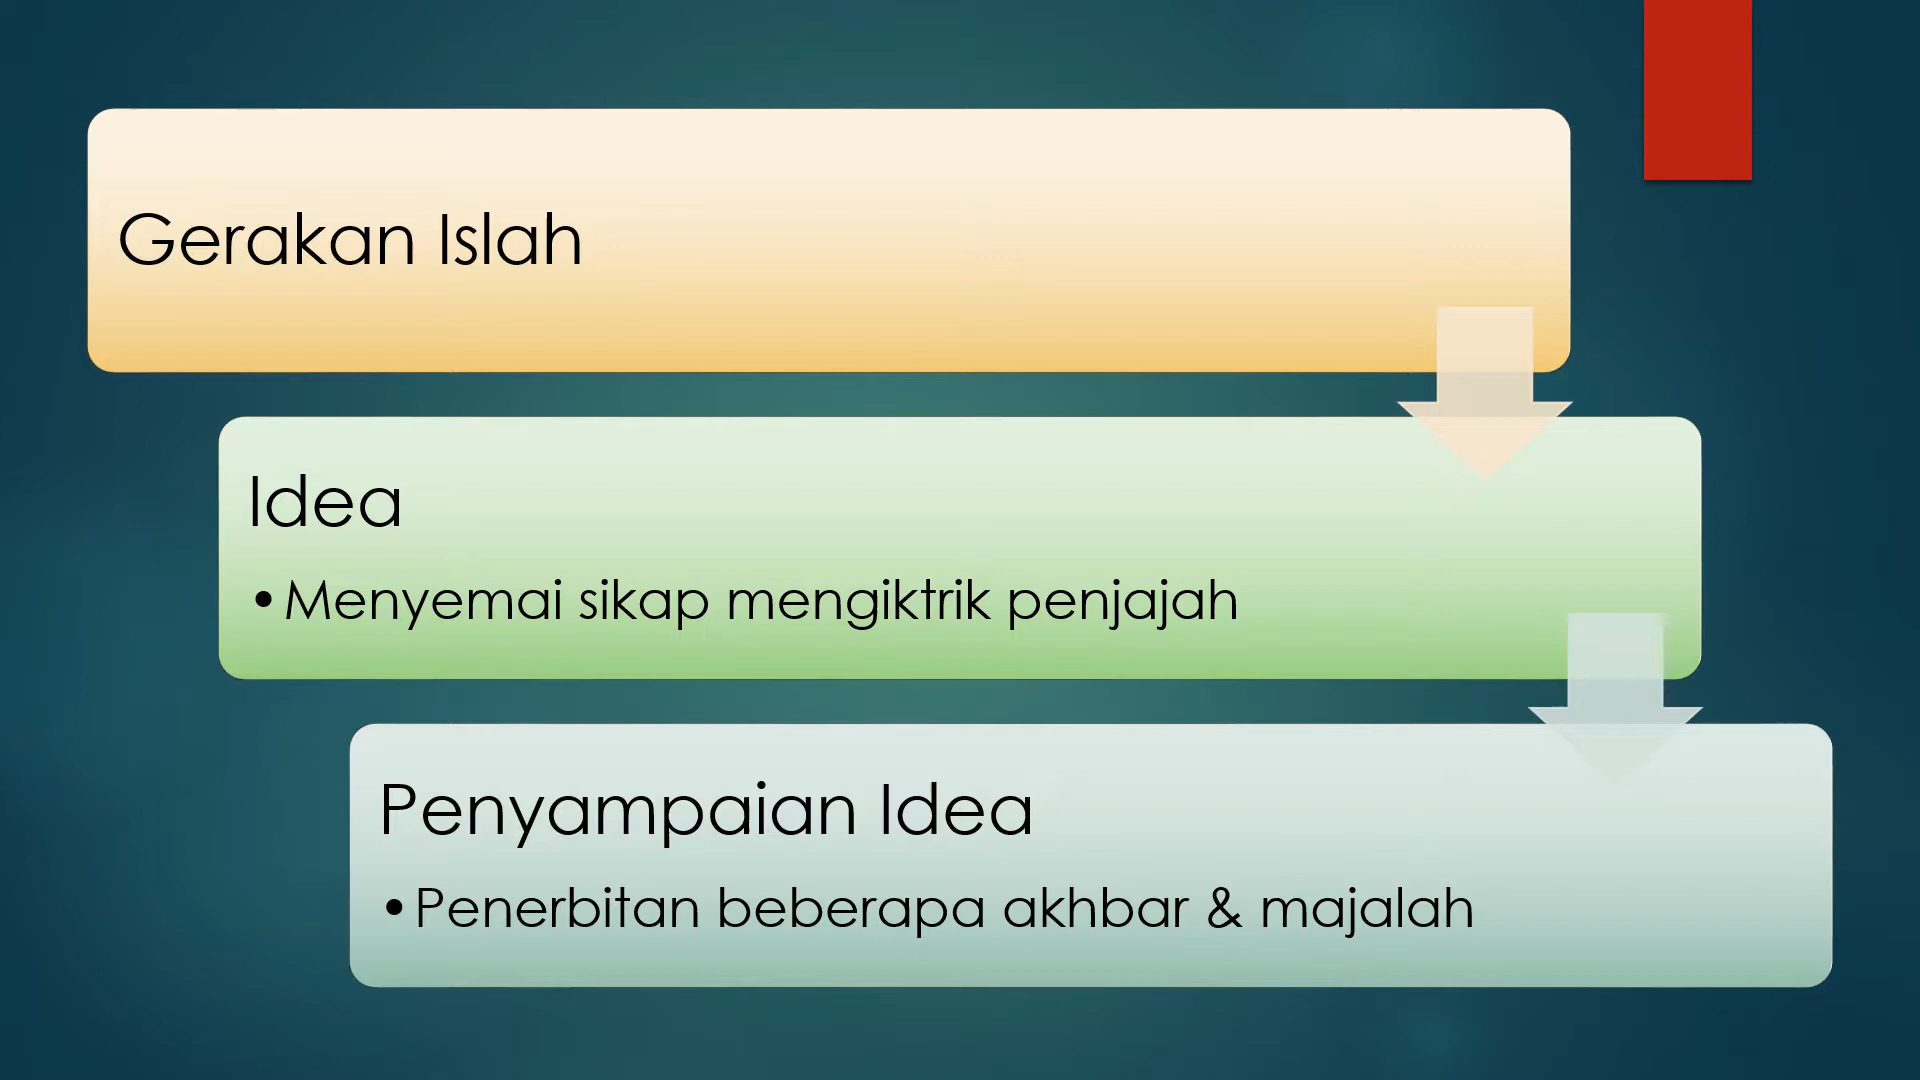 Gerakan Islah
Idea
•Menyemai sikap mengiktrik penjajah
Penyampaian Idea
•Penerbitan beberapa akhbar & majalah